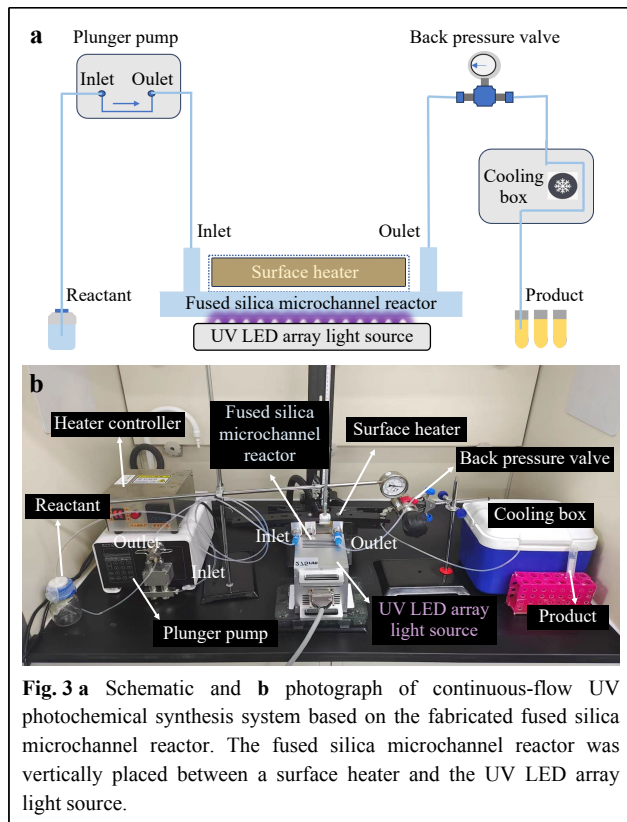 a
Plunger pump
Back pressure valve
Inlet
Oulet
Cooling
box
Inlet
Oulet
Surface heater
Reactant
Fused silica microchannel reactor
Product
UV LED array light source
b
Fused silica
microchannel
reactor
Heater controller
Surface heater
Back pressure valve
Reactant
Cooling box
Outlet
Inlet
Outlet
Inlet
275nm
UV LED array
light source
Plunger pump
Product
Fig. 3 a Schematic and b photograph of continuous-flow UV
photochemical synthesis system based on the fabricated fused silica
microchannel reactor. The fused silica microchannel reactor was
vertically placed between a surface heater and the UV LED array
light source.